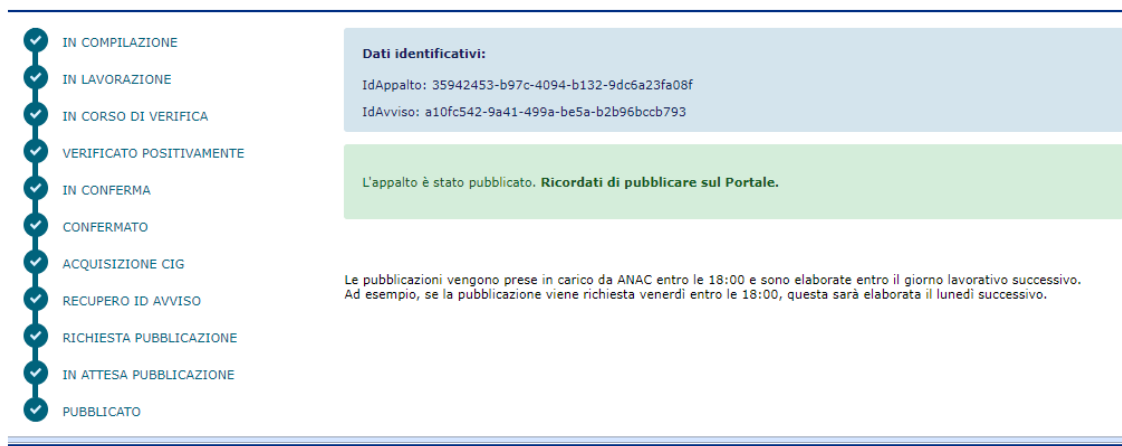 IN COMPILAZIONE
IN LAVORAZIONE
IN CORSO DI VERIFICA
VERIFICATO POSITIVAMENTE
IN CONFERMA
CONFERMATO
ACQUISIZIONE CIG
RECUPERO ID AVVISO
RICHIESTA PUBBLICAZIONE
IN ATTESA PUBBLICAZIONE
PUBBLICATO
Dati identificativi:
IdAppalto: 35942453-b97c-4094-b132-9dc6a23fa08f
IdAvviso: a10fc542-9a41-499a-be5a-b2b96bccb793
L'appalto è stato pubblicato. Ricordati di pubblicare sul Portale.
Le pubblicazioni vengono prese in carico da ANAC entro le 18:00 e sono elaborate entro il giorno lavorativo successivo.
Ad esempio, se la pubblicazione viene richiesta venerdì entro le 18:00, questa sarà elaborata il lunedì successivo.